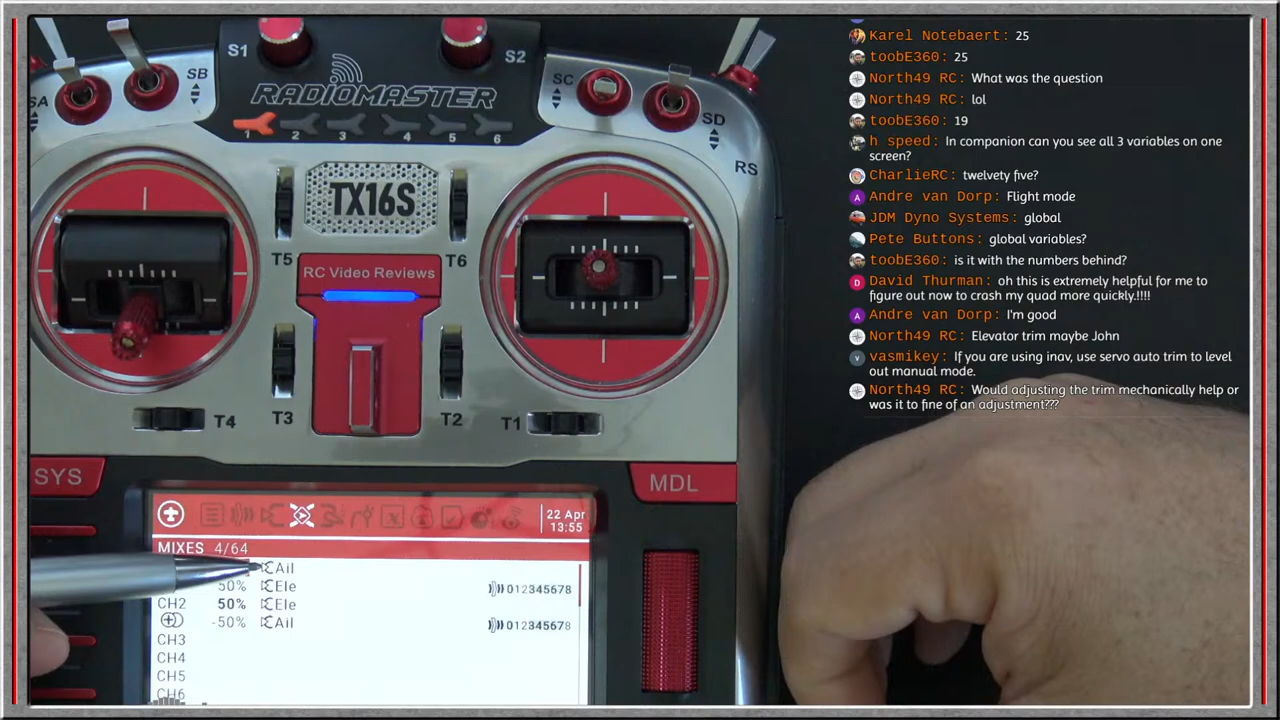 S1
S2
SA
SB
SC
SD
RS
RADIOMASTER
1 2 3 4 5 6
TX16S
T5
T6
RC Video Reviews
T4
T3
T2
T1
SYS
MDL
22 Apr
13:55
MIXES 4/64
Ail
50% Ele 012345678
CH2 50% Ele
-50% Ail 012345678
CH3
CH4
CH5
CH6
Karel Notebaert: 25
toobE360: 25
North49 RC: What was the question
North49 RC: lol
toobE360: 19
h speed: In companion can you see all 3 variables on one
screen?
CharlieRC: twelvety five?
Andre van Dorp: Flight mode
JDM Dyno Systems: global
Pete Buttons: global variables?
toobE360: is it with the numbers behind?
David Thurman: oh this is extremely helpful for me to
figure out now to crash my quad more quickly.!!!!
Andre van Dorp: I'm good
North49 RC: Elevator trim maybe John
vasmikey: If you are using inav, use servo auto trim to level
out manual mode.
North49 RC: Would adjusting the trim mechanically help or
was it to fine of an adjustment???